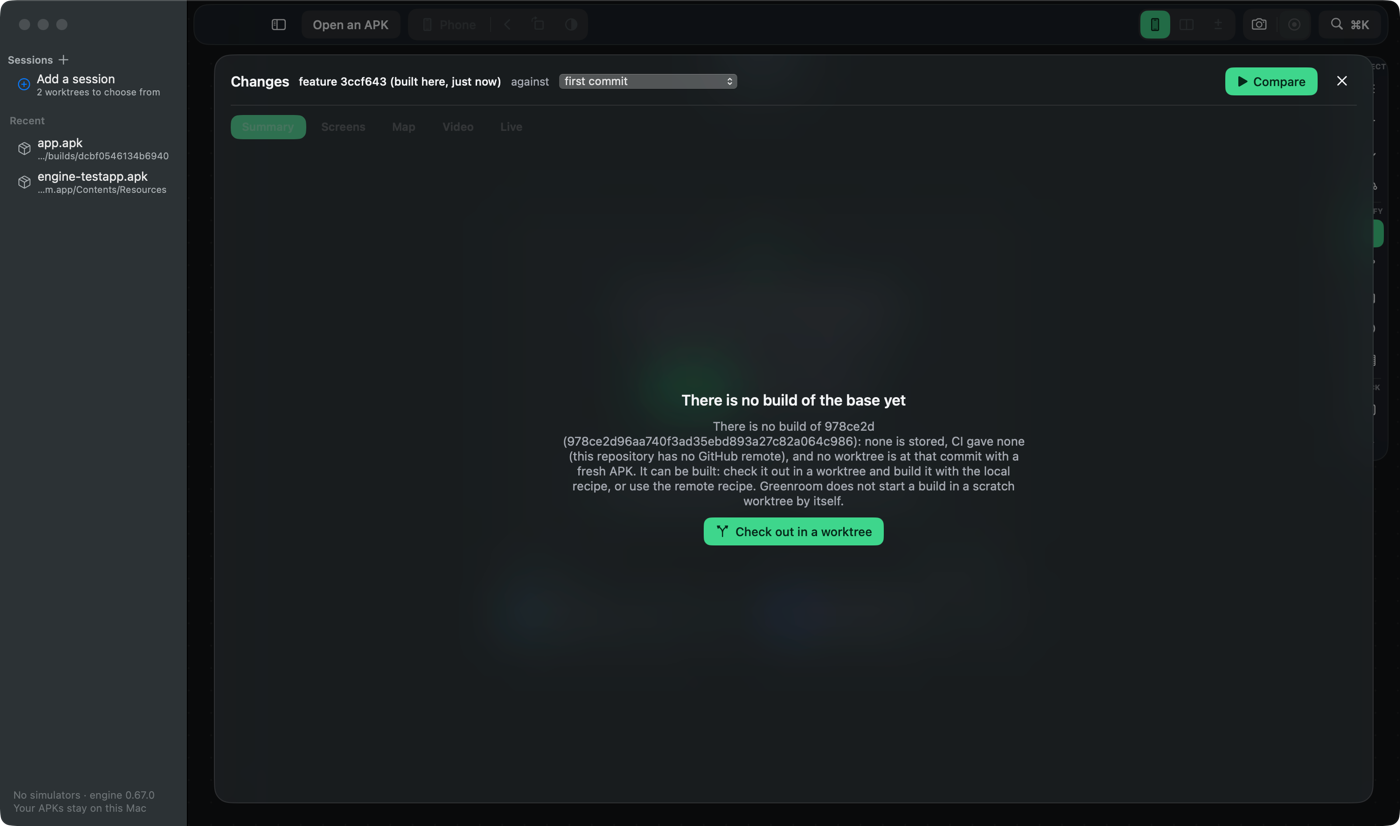 Open an APK
Phone
⌘K
Sessions
Add a session
2 worktrees to choose from
Recent
app.apk
.../builds/dcbf0546134b6940
engine-testapp.apk
...m.app/Contents/Resources
No simulators · engine 0.67.0
Your APKs stay on this Mac
Changes feature 3ccf643 (built here, just now) against first commit
Compare
Summary Screens Map Video Live
There is no build of the base yet
There is no build of 978ce2d
(978ce2d96aa740f3ad35ebd893a27c82a064c986): none is stored, CI gave none
(this repository has no GitHub remote), and no worktree is at that commit with a
fresh APK. It can be built: check it out in a worktree and build it with the local
recipe, or use the remote recipe. Greenroom does not start a build in a scratch
worktree by itself.
Check out in a worktree